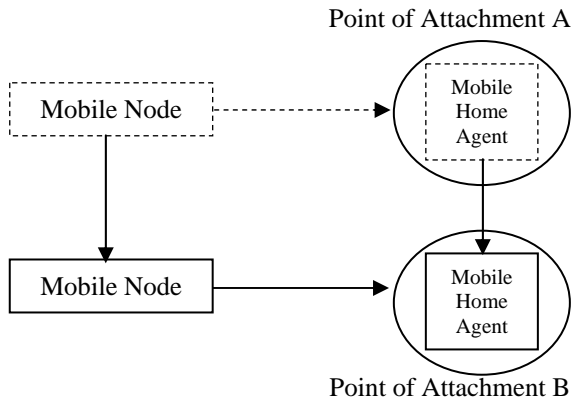 Point of Attachment A
Mobile Node
Mobile
Home
Agent
Mobile Node
Mobile
Home
Agent
Point of Attachment B